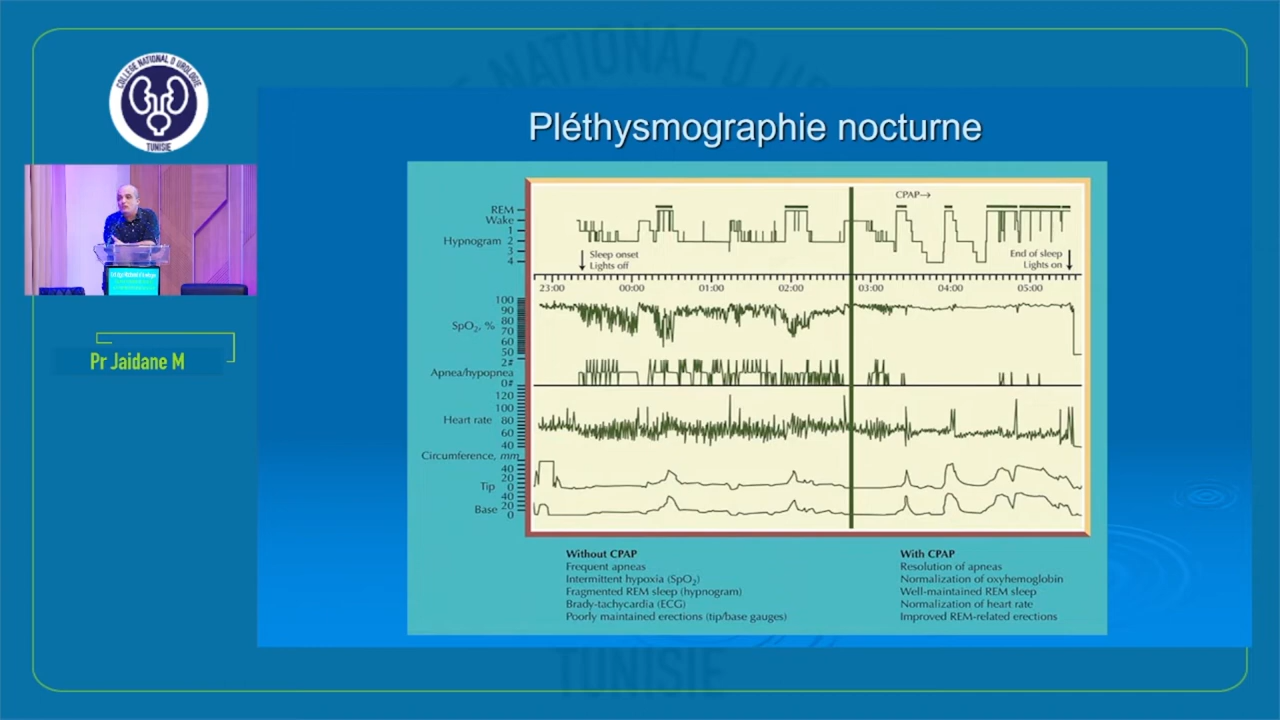 COLLÈGE NATIONAL D UROLOGIE
TUNISIE
Pr Jaidane M
Pléthysmographie nocturne
CPAP→
REM
Wake
1
Hypnogram 2
3
4
Sleep onset
Lights off
End of sleep
Lights on
23:00 00:00 01:00 02:00 03:00 04:00 05:00
100
90
80
SpO₂, %
70
60
50
2#
Apnea/hypopnea
0#
120
100
Heart rate 80
60
40
Circumference, mm
40
20
Tip 0
40
Base 20
0
Without CPAP
Frequent apneas
Intermittent hypoxia (SpO₂)
Fragmented REM sleep (hypnogram)
Brady-tachycardia (ECG)
Poorly maintained erections (tip/base gauges)
With CPAP
Resolution of apneas
Normalization of oxyhemoglobin
Well-maintained REM sleep
Normalization of heart rate
Improved REM-related erections
NATIONAL D U
TUNISIE